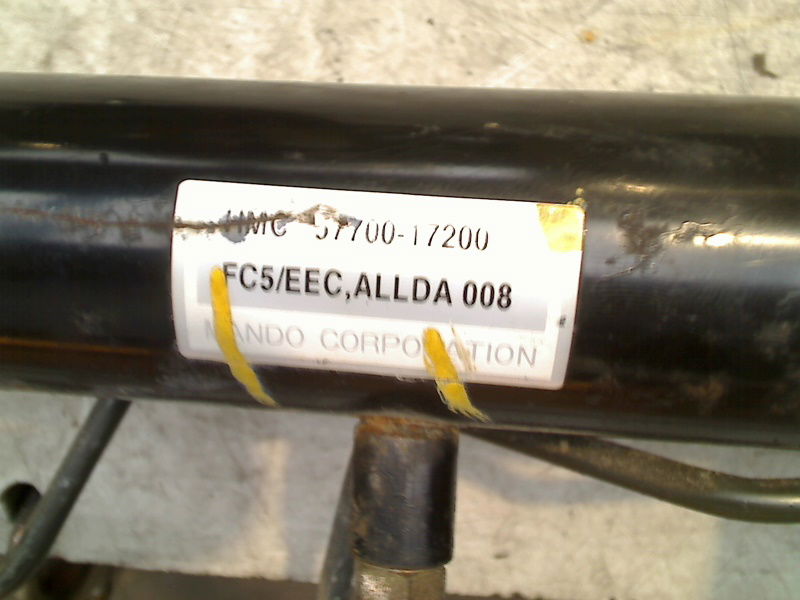 HMC 57700-17200
FC5/EEC,ALLDA 008
MANDO CORPORATION